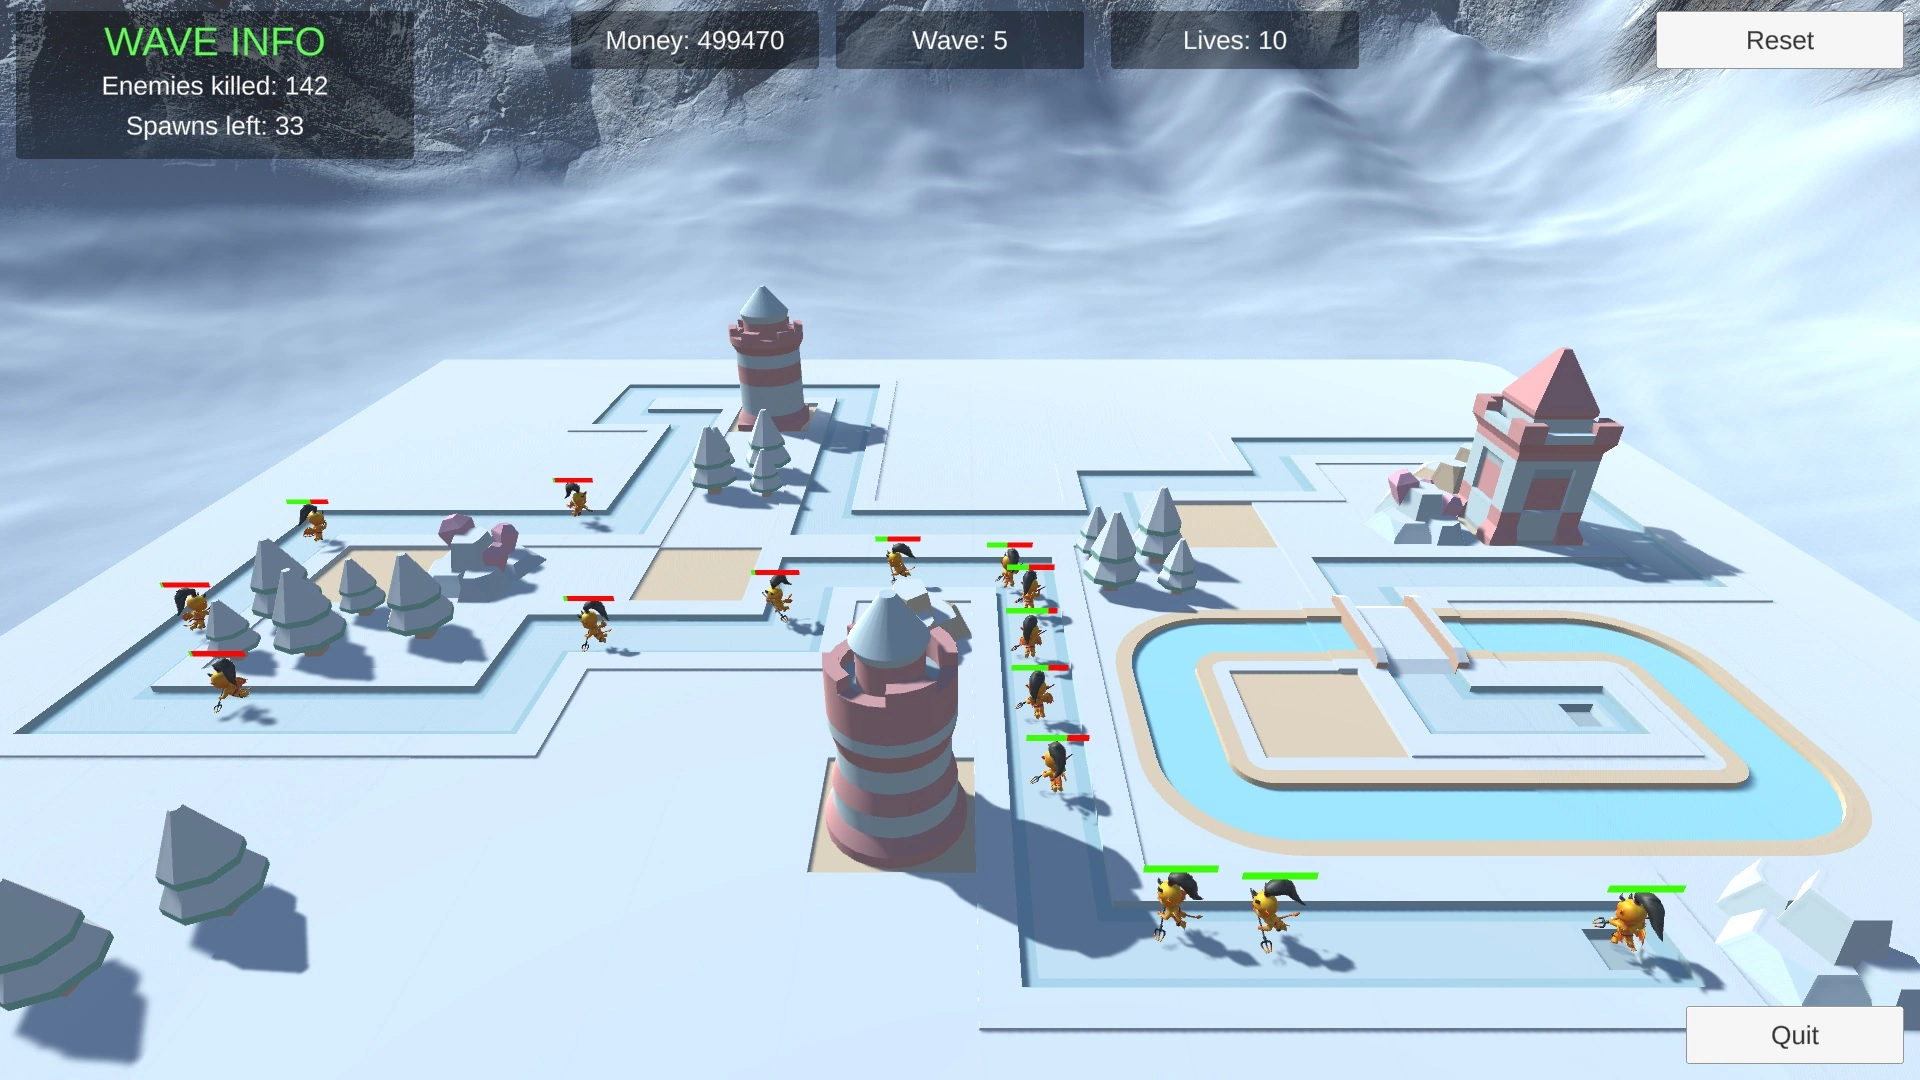 WAVE INFO
Enemies killed: 142
Spawns left: 33
Money: 499470
Wave: 5
Lives: 10
Reset
Quit